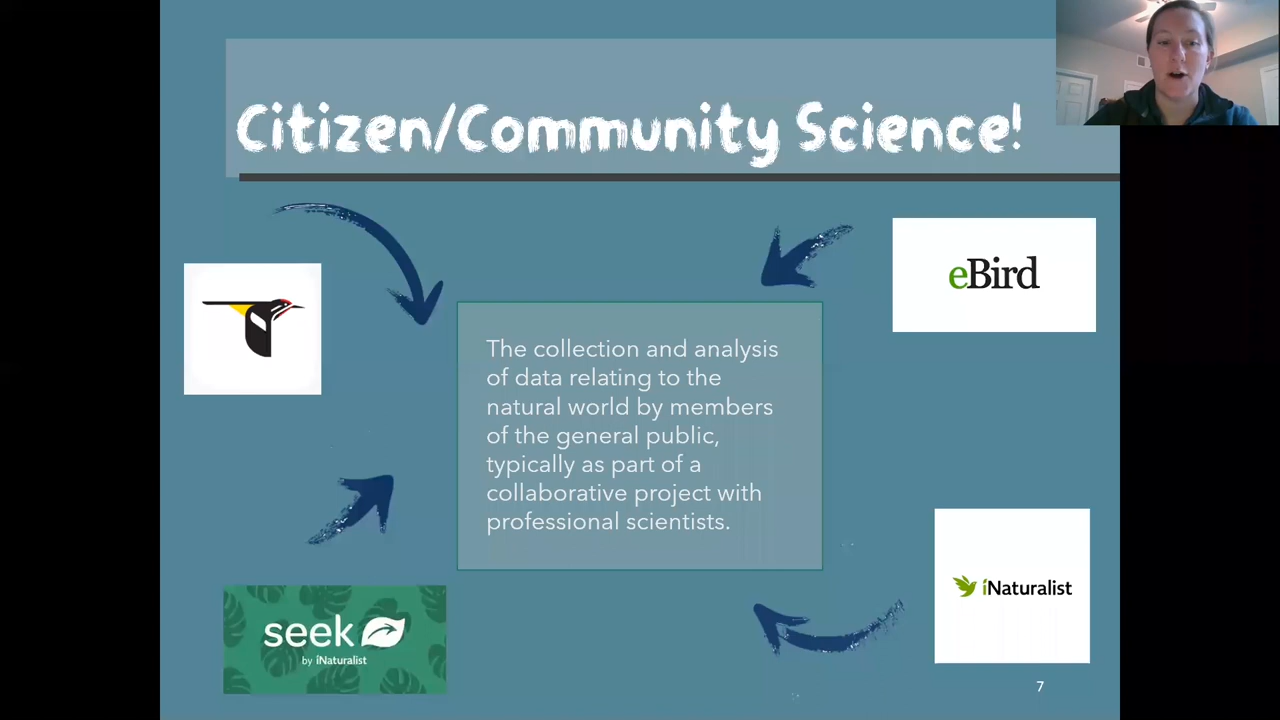 Citizen/Community Science!
eBird
The collection and analysis
of data relating to the
natural world by members
of the general public,
typically as part of a
collaborative project with
professional scientists.
iNaturalist
seek
by iNaturalist
7